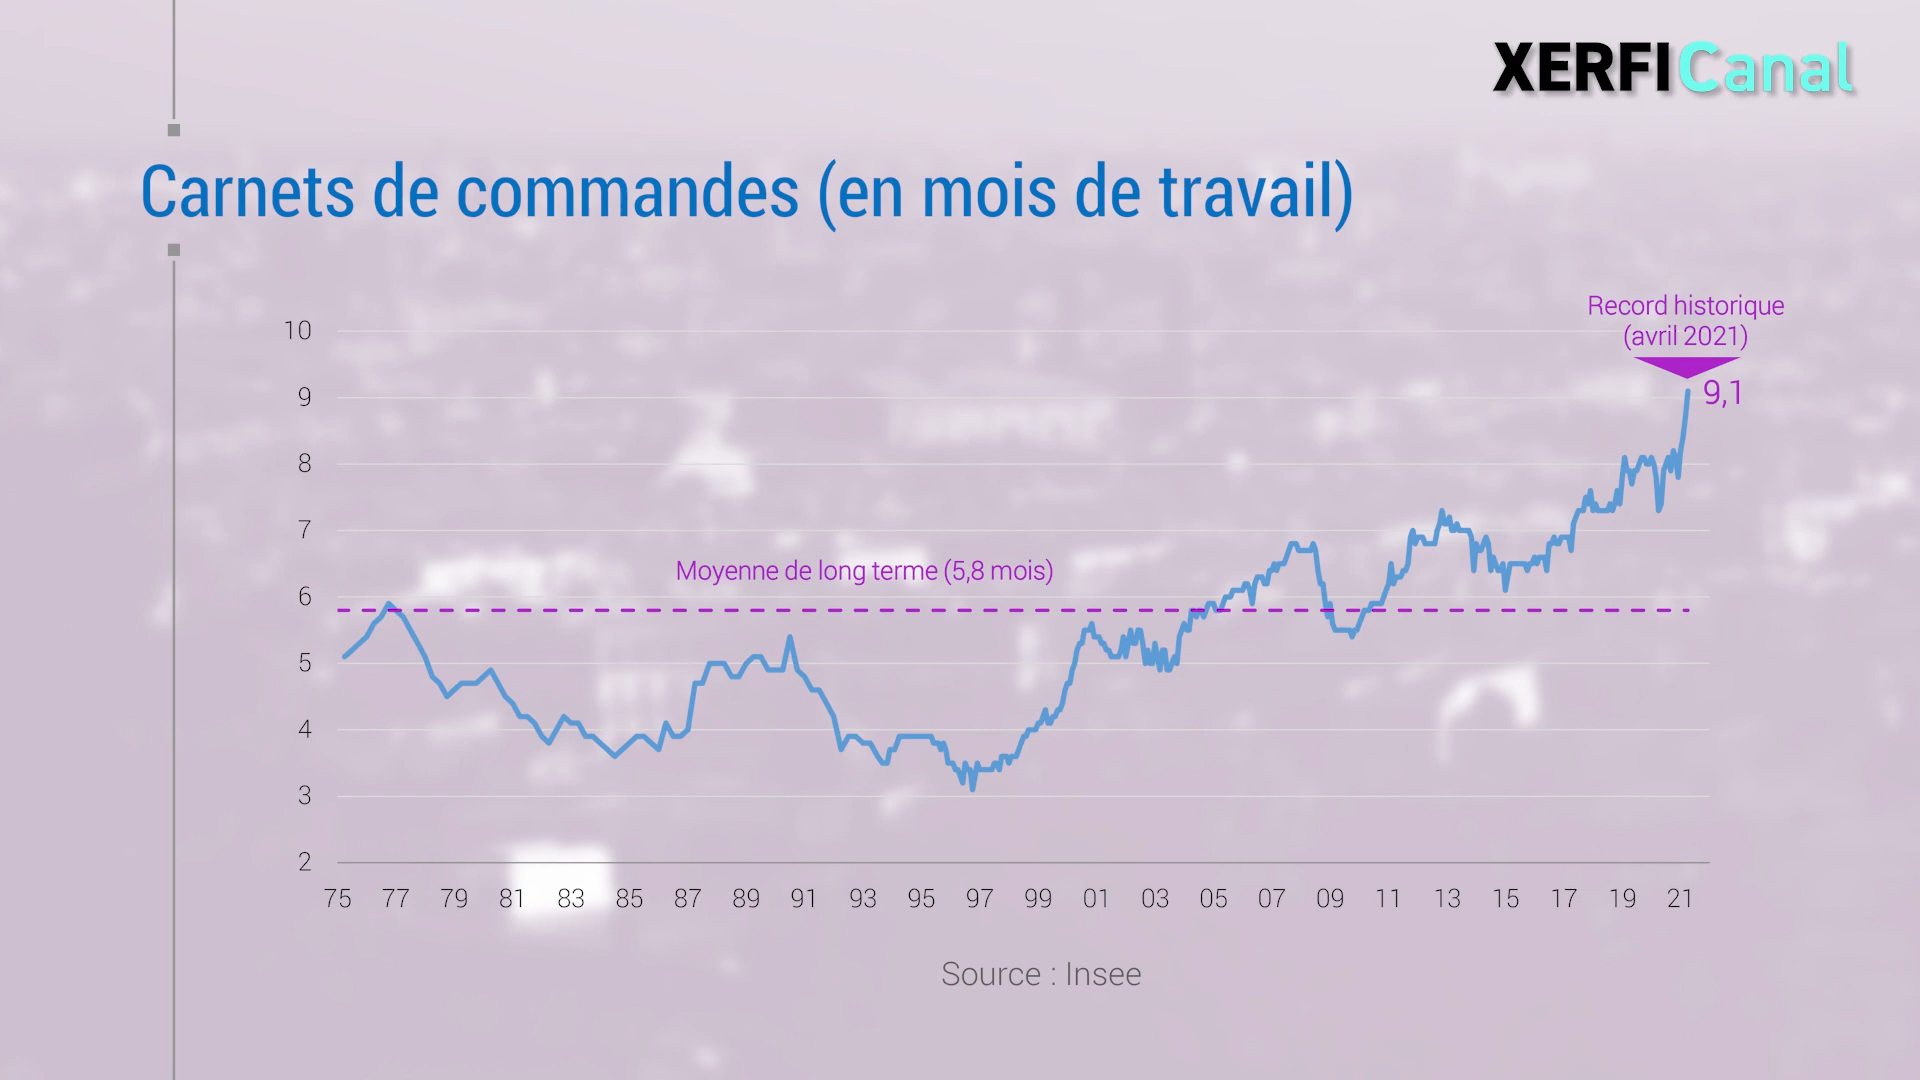 XERFI Canal
Carnets de commandes (en mois de travail)
Record historique
(avril 2021)
9,1
10
9
8
7
6
5
4
3
2
Moyenne de long terme (5,8 mois)
75 77 79 81 83 85 87 89 91 93 95 97 99 01 03 05 07 09 11 13 15 17 19 21
Source : Insee